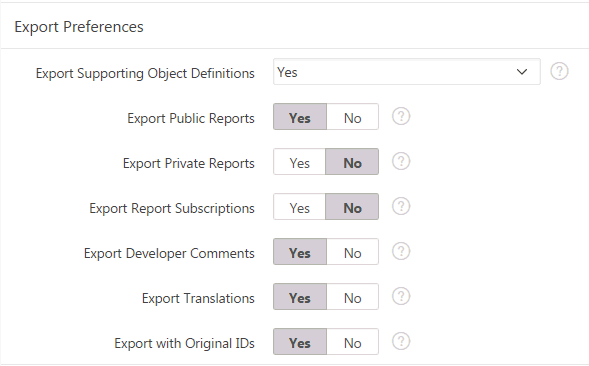 Export Preferences
Export Supporting Object Definitions Yes ?
Export Public Reports Yes No ?
Export Private Reports Yes No ?
Export Report Subscriptions Yes No ?
Export Developer Comments Yes No ?
Export Translations Yes No ?
Export with Original IDs Yes No ?